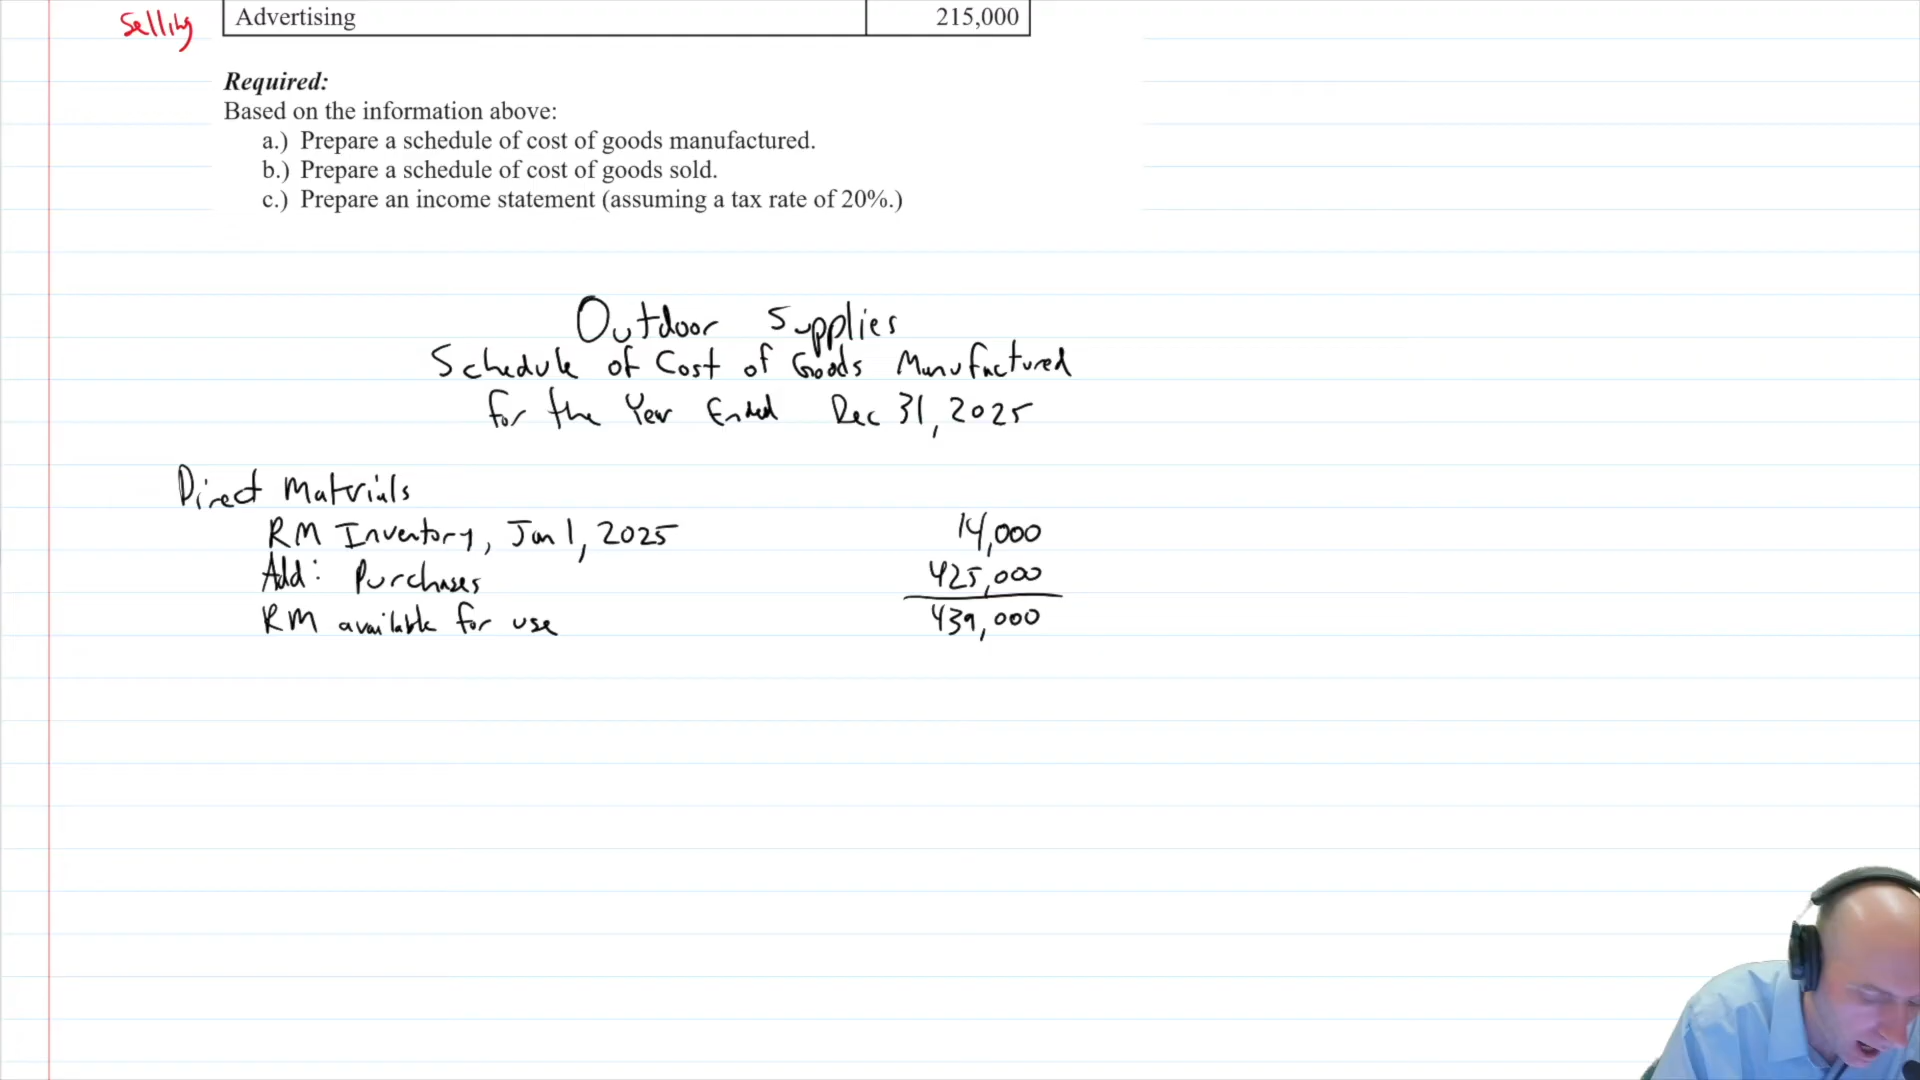 Selling Advertising 215,000
Required:
Based on the information above:
a.) Prepare a schedule of cost of goods manufactured.
b.) Prepare a schedule of cost of goods sold.
c.) Prepare an income statement (assuming a tax rate of 20%.)
Outdoor Supplies
Schedule of Cost of Goods Manufactured
for the Year Ended Dec 31, 2025
Direct Materials
RM Inventory, Jan 1, 2025 14,000
Add: Purchases 425,000
RM available for use 439,000